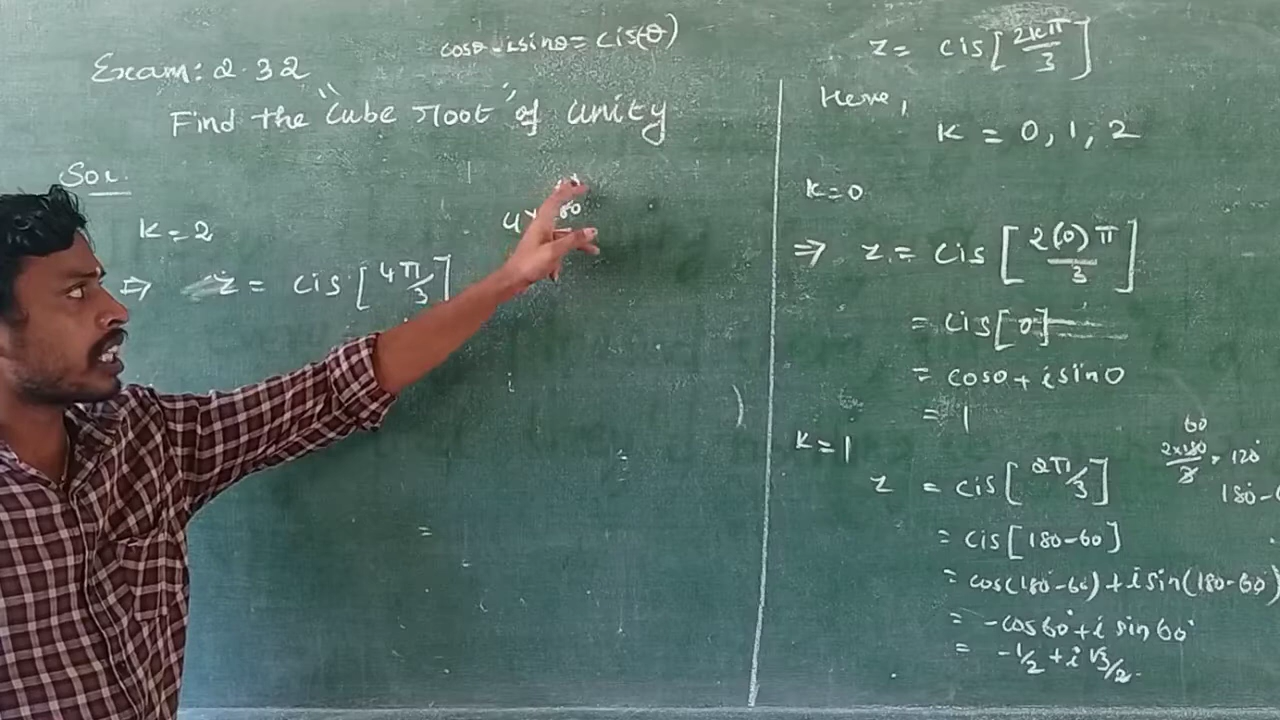 cosθ-isinθ = cis(θ)
Exam: 2.32
Find the "Cube root" of unity
Sol.
K=2
⇒ z = cis[4π/3]
z = cis[2kπ/3]
Here,
K = 0, 1, 2
K=0
⇒ z = cis[2(0)π/3]
= cis[0]
= cos0 + isin0
= 1
K=1
60
2×180/3 = 120°
z = cis[2π/3]
= cis[180-60]
= cos(180-60)+isin(180-60)
= -cos60°+i sin60°
= -1/2 + i √3/2.